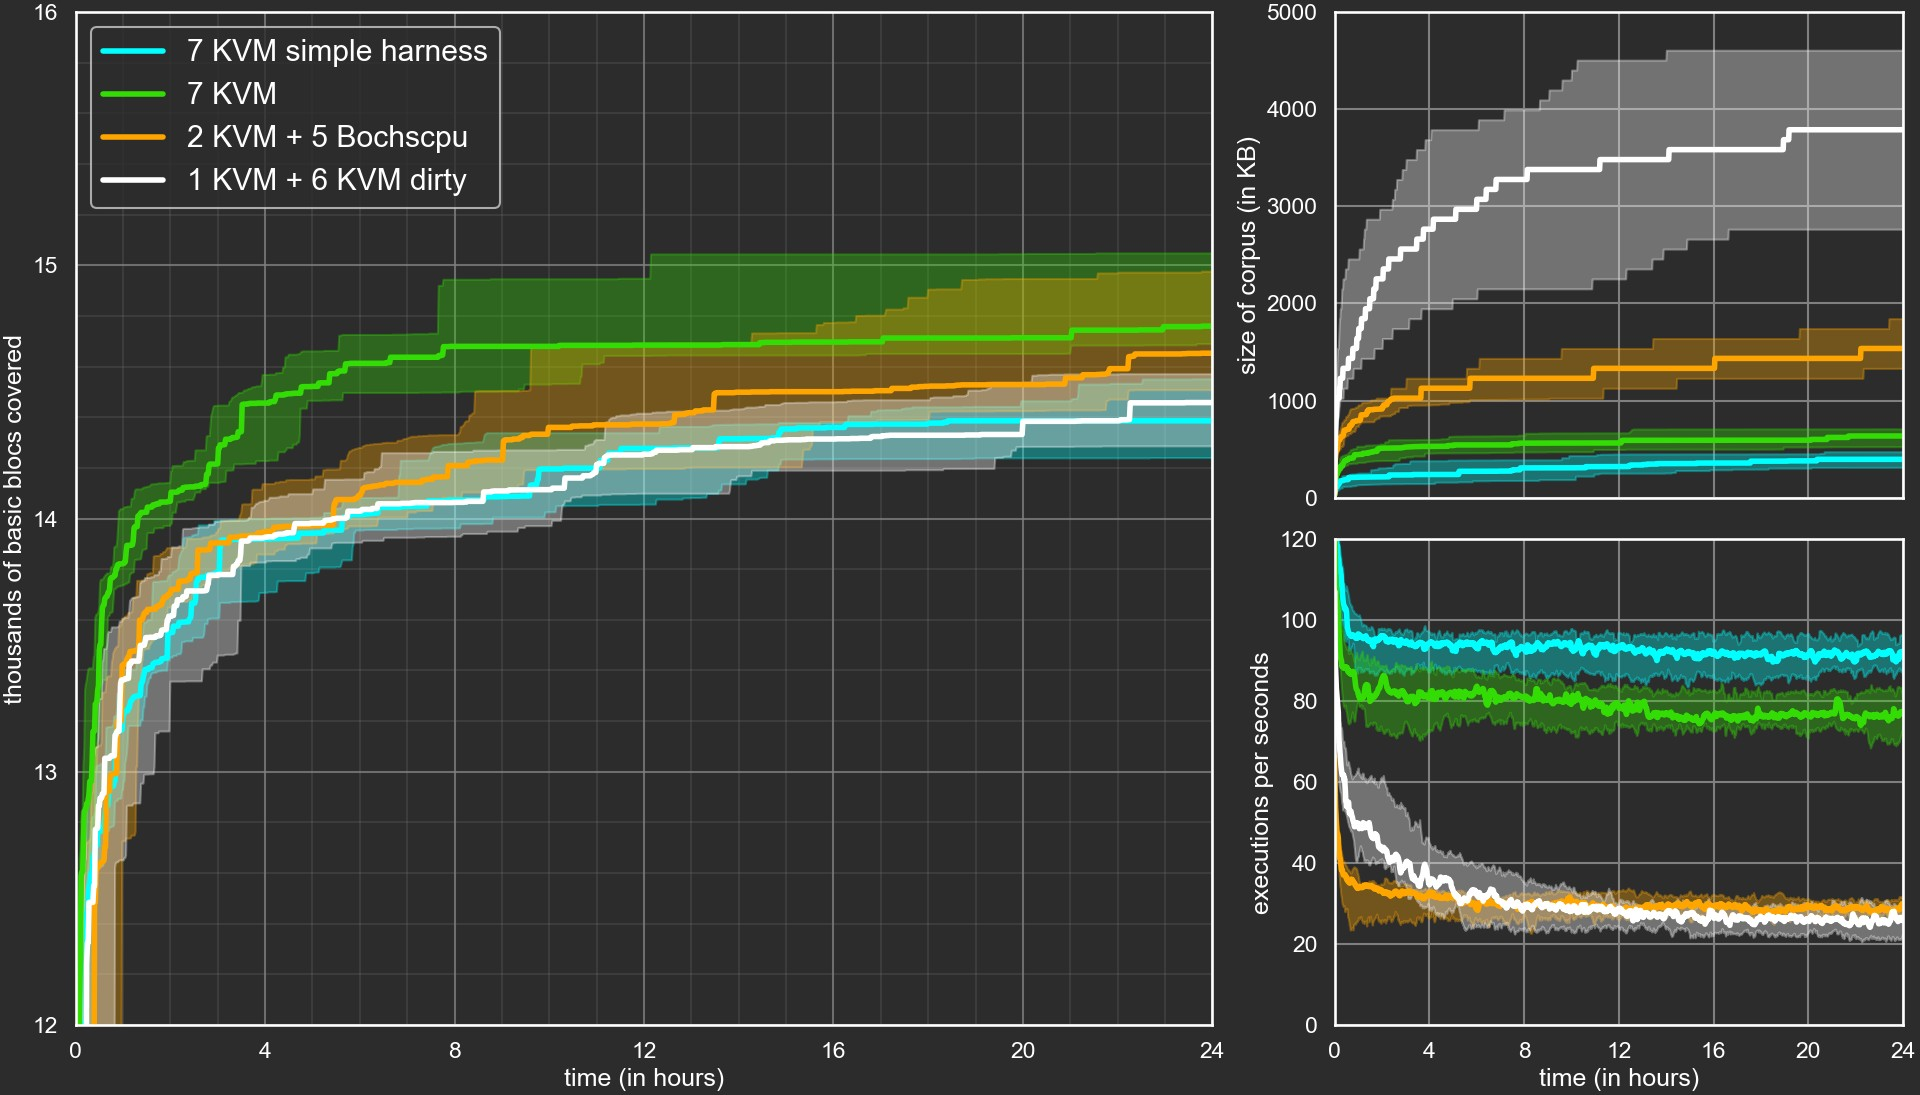 7 KVM simple harness
7 KVM
2 KVM + 5 Bochscpu
1 KVM + 6 KVM dirty
thousands of basic blocs covered
16
15
14
13
12
0 4 8 12 16 20 24
time (in hours)
size of corpus (in KB)
5000
4000
3000
2000
1000
0
executions per seconds
120
100
80
60
40
20
0
0 4 8 12 16 20 24
time (in hours)